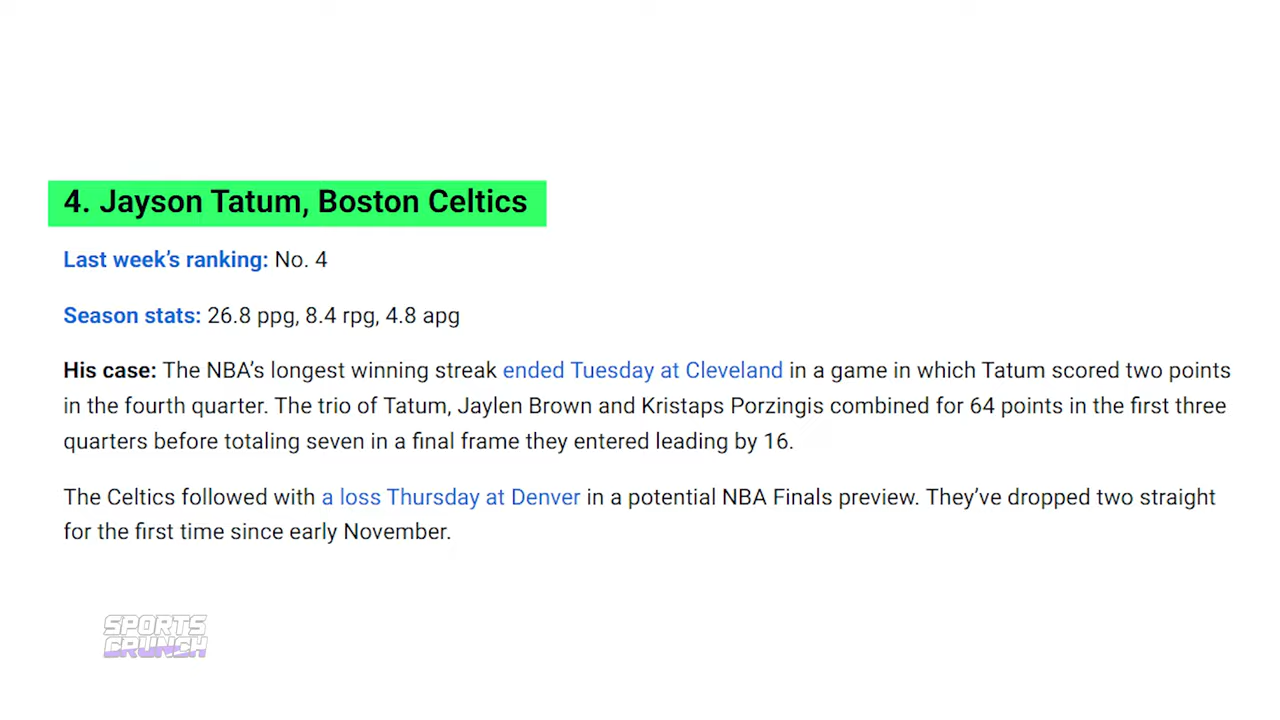 4. Jayson Tatum, Boston Celtics
Last week’s ranking: No. 4
Season stats: 26.8 ppg, 8.4 rpg, 4.8 apg
His case: The NBA’s longest winning streak ended Tuesday at Cleveland in a game in which Tatum scored two points
in the fourth quarter. The trio of Tatum, Jaylen Brown and Kristaps Porzingis combined for 64 points in the first three
quarters before totaling seven in a final frame they entered leading by 16.
The Celtics followed with a loss Thursday at Denver in a potential NBA Finals preview. They’ve dropped two straight
for the first time since early November.
SPORTS
CRUNCH